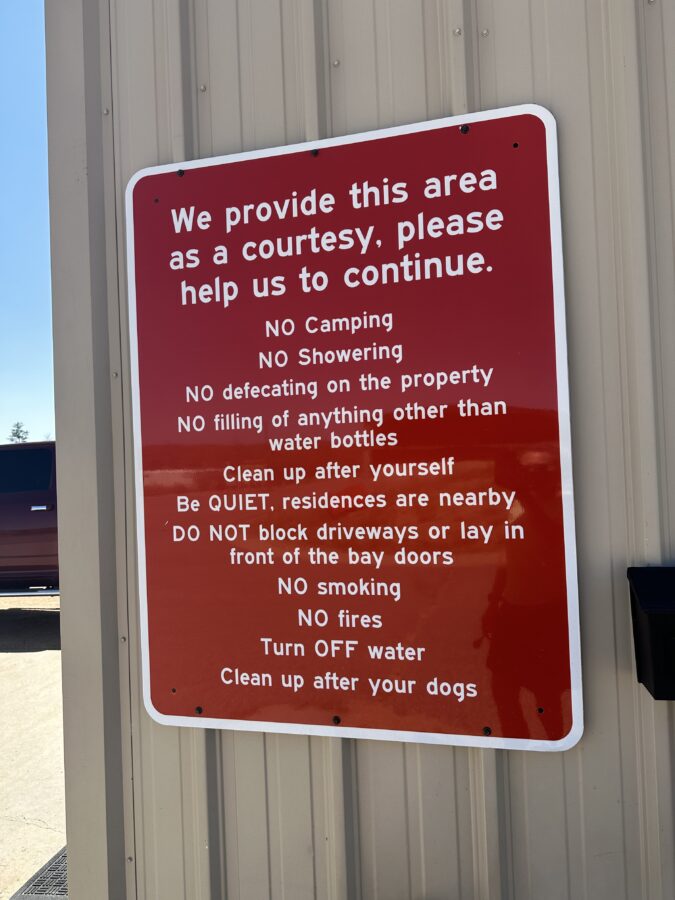 We provide this area
as a courtesy, please
help us to continue.
NO Camping
NO Showering
NO defecating on the property
NO filling of anything other than
water bottles
Clean up after yourself
Be QUIET, residences are nearby
DO NOT block driveways or lay in
front of the bay doors
NO smoking
NO fires
Turn OFF water
Clean up after your dogs